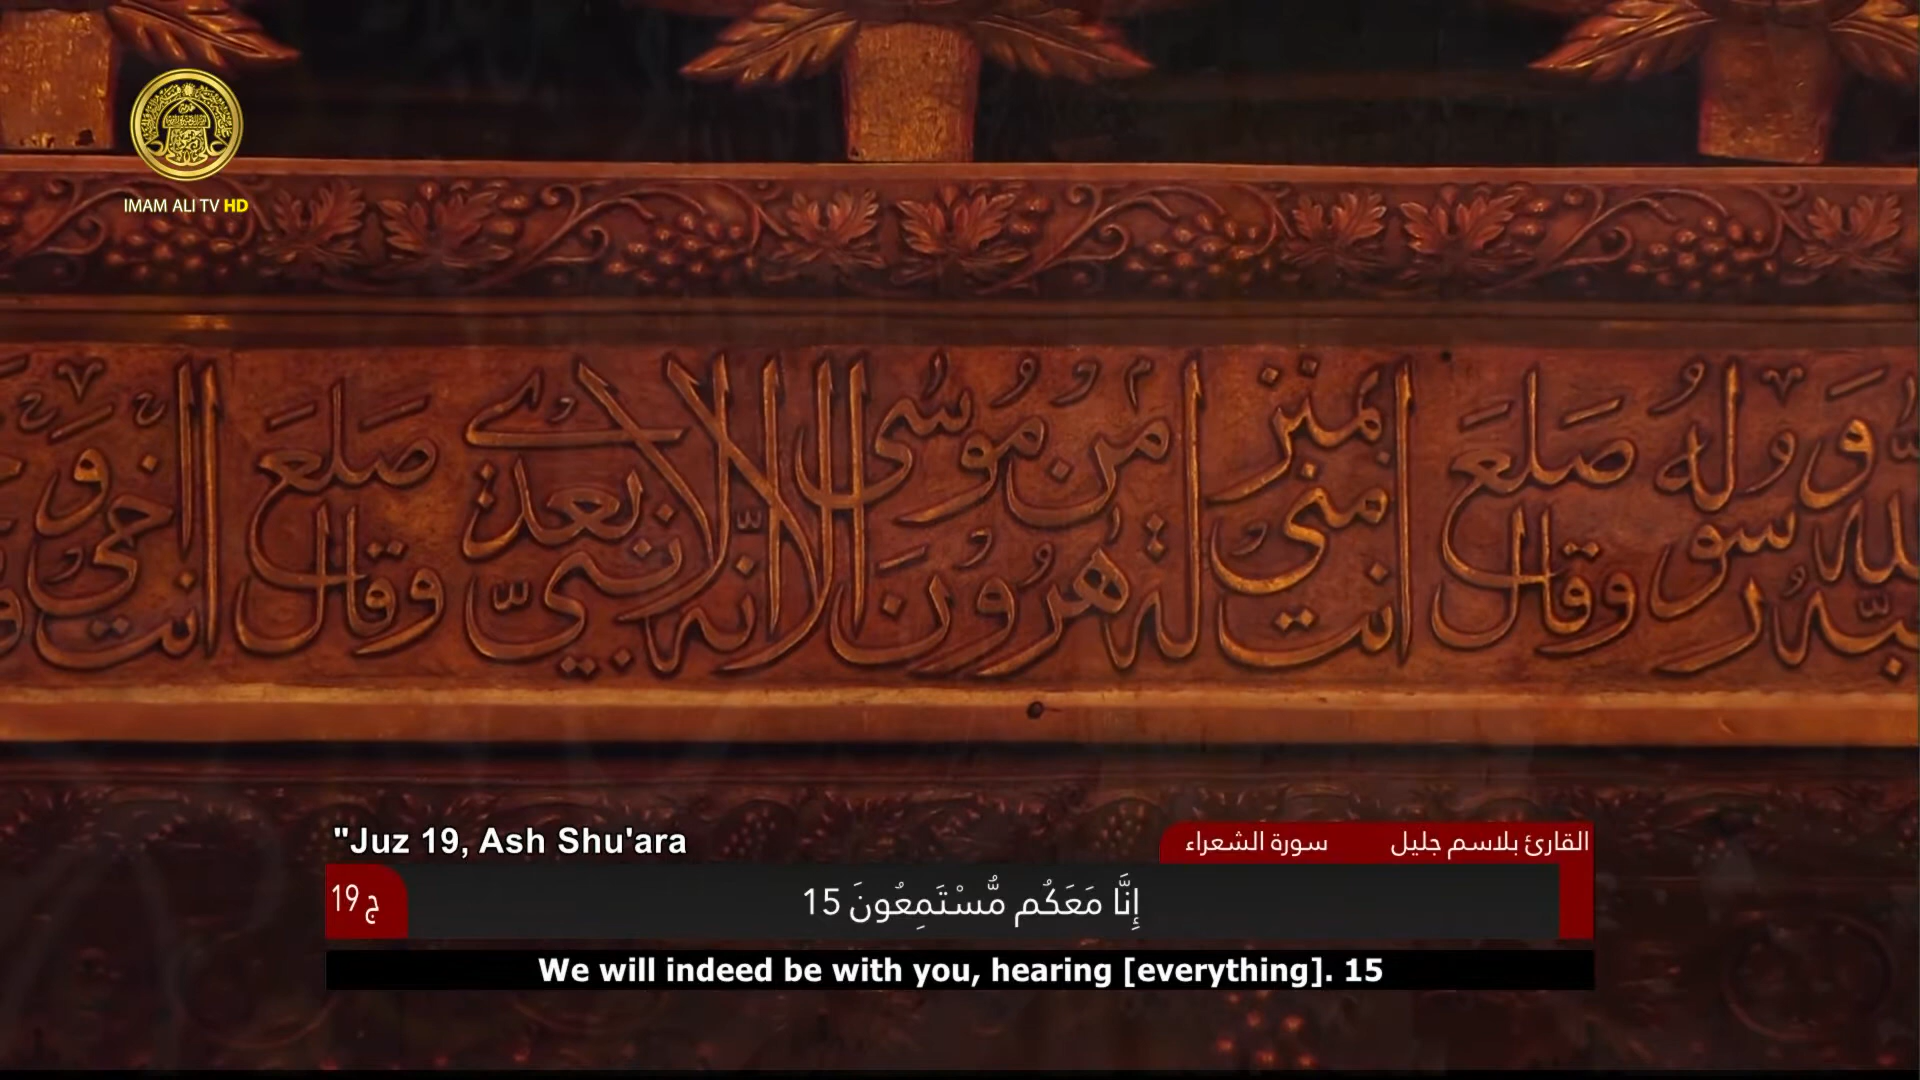 IMAM ALI TV HD
وقال صلعم
انت مني بمنزلة هرون من موسى الا انه لا نبي بعدي
وقال صلعم
انت اخي و
"Juz 19, Ash Shu'ara
القارئ بلاسم جليل سورة الشعراء
ج 19
إِنَّا مَعَكُم مُّسْتَمِعُونَ 15
We will indeed be with you, hearing [everything]. 15